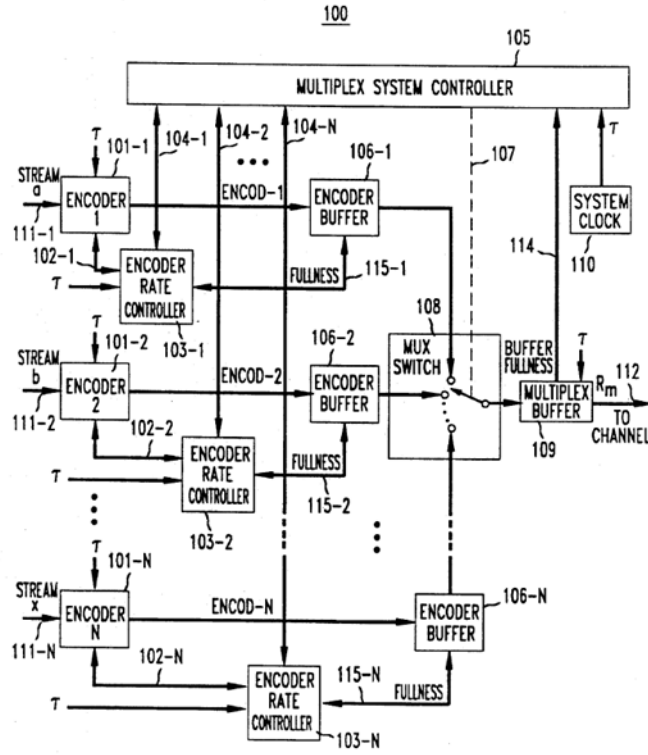 100
105
MULTIPLEX SYSTEM CONTROLLER
τ
101-1
104-1
104-2
104-N
106-1
107
τ
STREAM
a
111-1
ENCODER
1
ENCOD-1
ENCODER
BUFFER
SYSTEM
CLOCK
110
102-1
τ
ENCODER
RATE
CONTROLLER
103-1
FULLNESS
115-1
114
τ
101-2
106-2
108
MUX
SWITCH
BUFFER
FULLNESS
τ
STREAM
b
111-2
ENCODER
2
ENCOD-2
ENCODER
BUFFER
MULTIPLEX
BUFFER
109
Rm
112
TO
CHANNEL
102-2
τ
ENCODER
RATE
CONTROLLER
103-2
FULLNESS
115-2
τ
101-N
STREAM
x
111-N
ENCODER
N
ENCOD-N
ENCODER
BUFFER
106-N
102-N
τ
ENCODER
RATE
CONTROLLER
103-N
115-N
FULLNESS